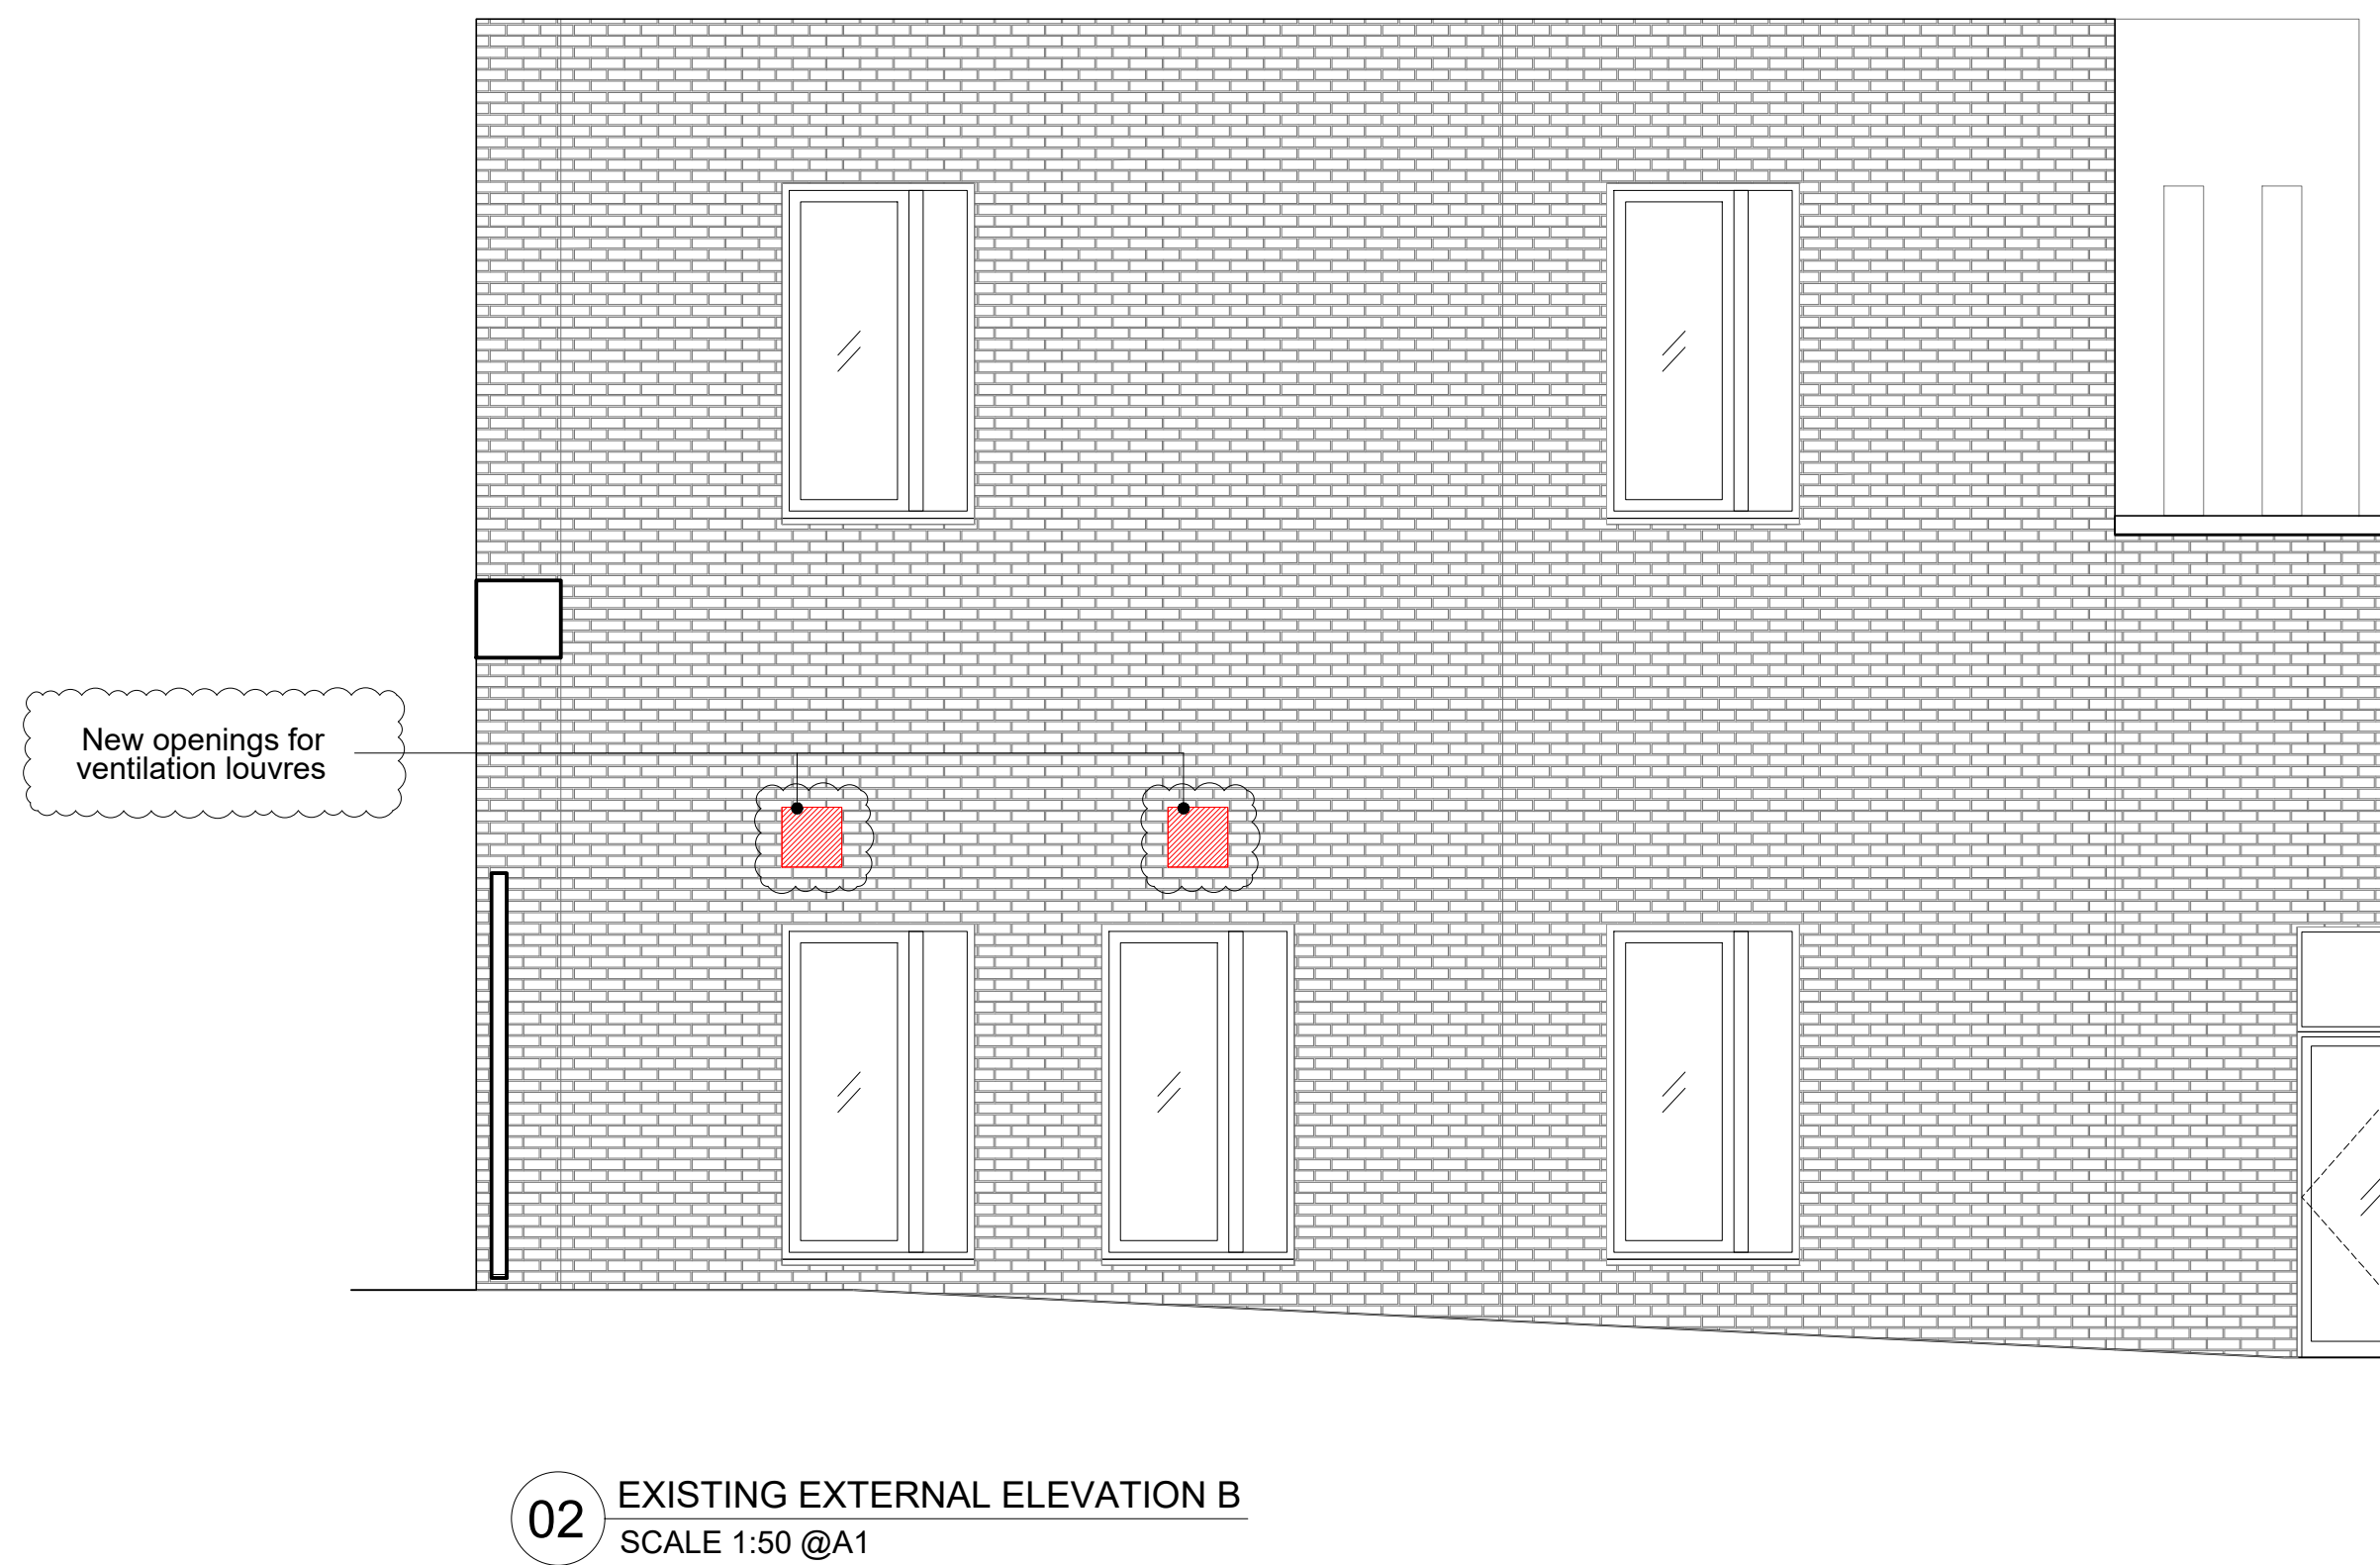 New openings for
ventilation louvres
02
EXISTING EXTERNAL ELEVATION B
SCALE 1:50 @A1